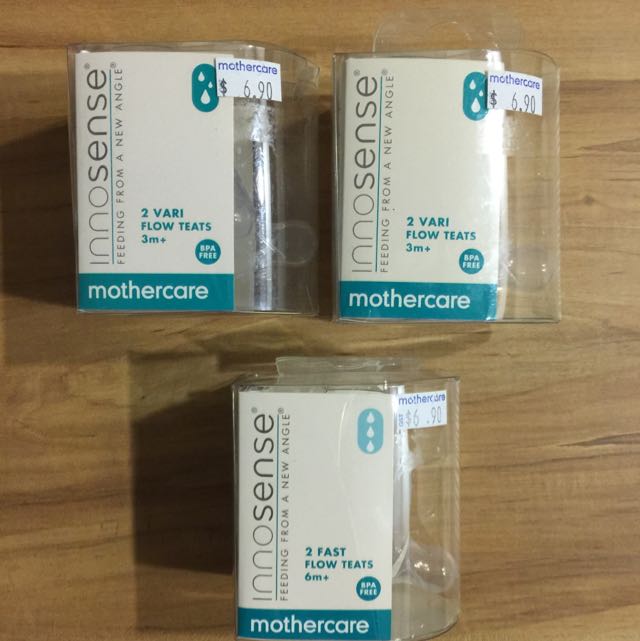 mothercare
$ 6.90
innosense®
FEEDING FROM A NEW ANGLE®
2 VARI
FLOW TEATS
3m+
BPA
FREE
mothercare
mothercare
$ 6.90
innosense®
FEEDING FROM A NEW ANGLE®
2 VARI
FLOW TEATS
3m+
BPA
FREE
mothercare
mothercare
$6.90
innosense®
FEEDING FROM A NEW ANGLE®
2 FAST
FLOW TEATS
6m+
BPA
FREE
mothercare